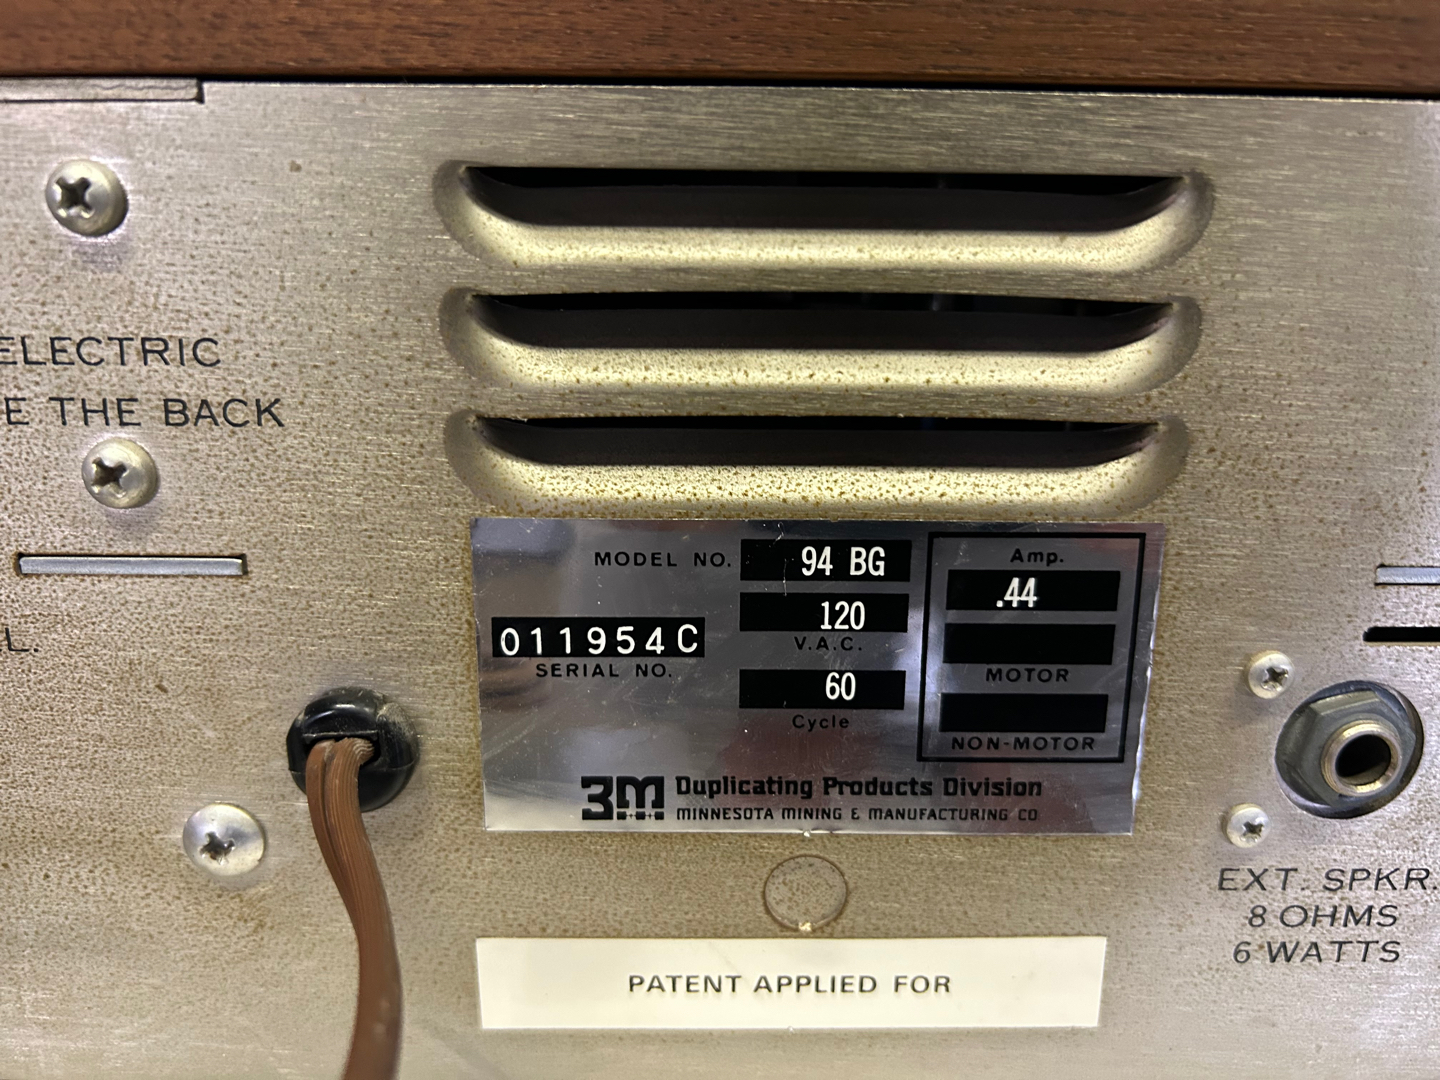 ELECTRIC
E THE BACK
L.
MODEL NO. 94 BG
120
V.A.C.
011954C
SERIAL NO.
60
Cycle
Amp.
.44
MOTOR
NON-MOTOR
3M Duplicating Products Division
MINNESOTA MINING & MANUFACTURING CO
PATENT APPLIED FOR
EXT. SPKR.
8 OHMS
6 WATTS